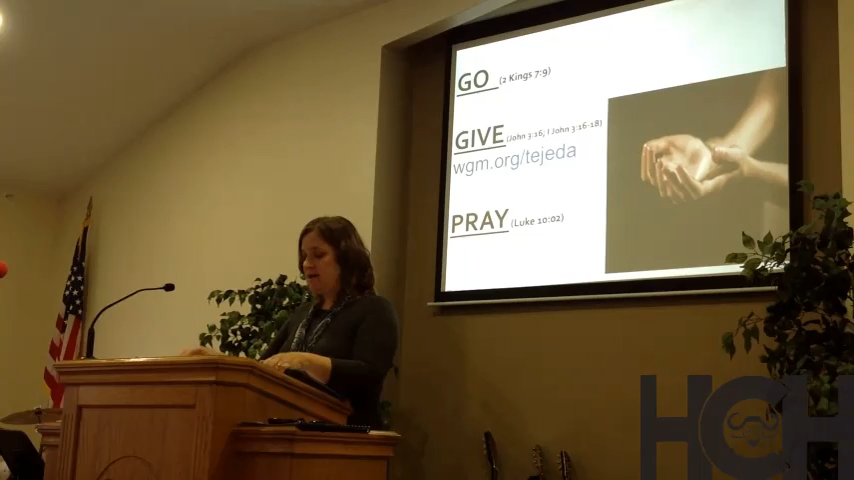 GO (2 Kings 7:9)
GIVE (John 3:16; I John 3:16-18)
wgm.org/tejeda
PRAY (Luke 10:02)
HCH